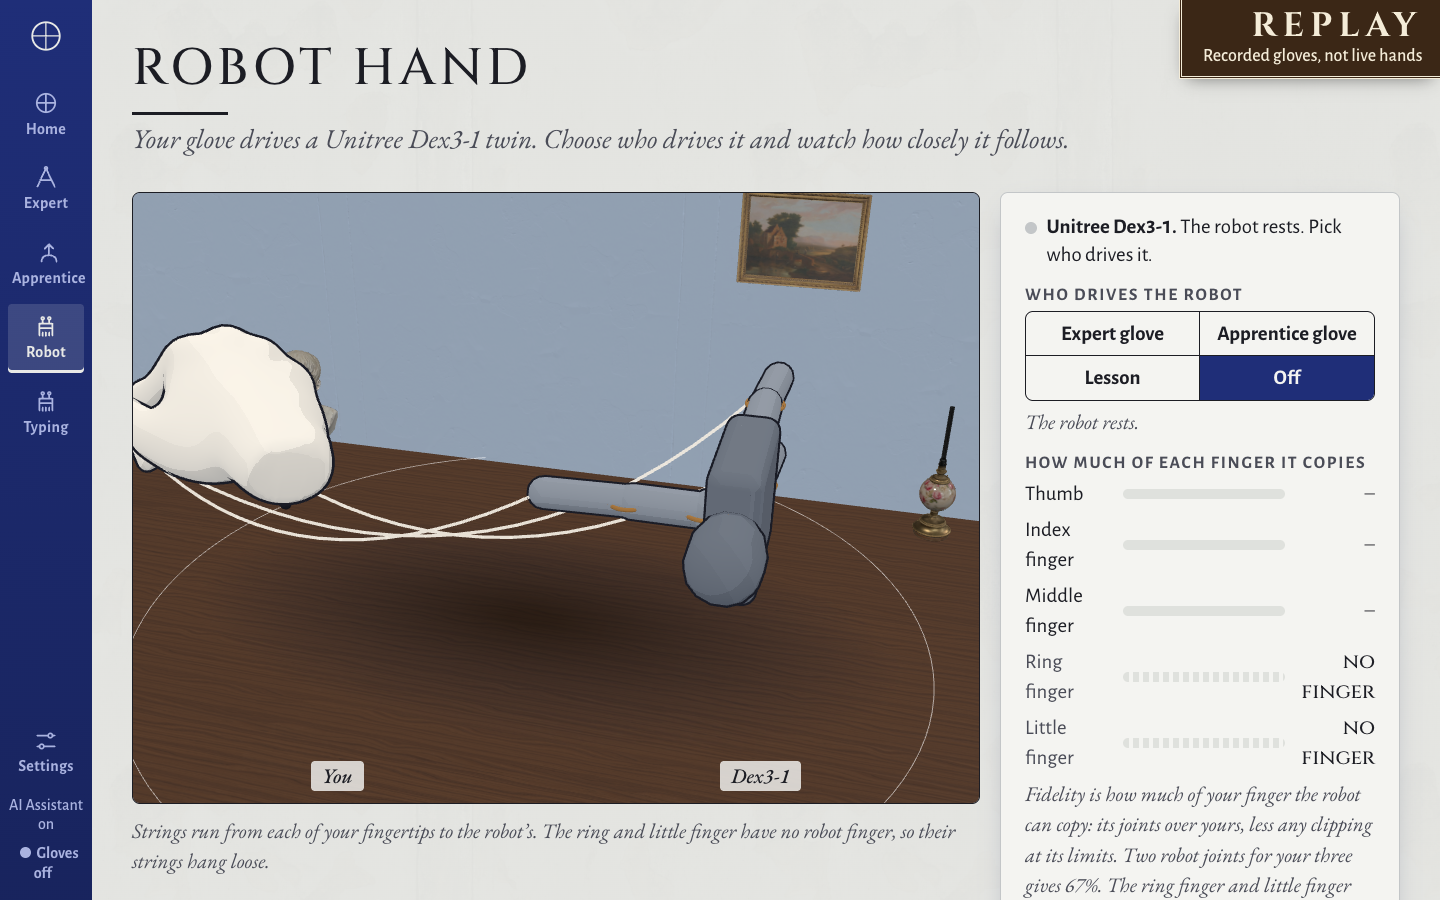 ROBOT HAND
Your glove drives a Unitree Dex3-1 twin. Choose who drives it and watch how closely it follows.
REPLAY
Recorded gloves, not live hands
Home
Expert
Apprentice
Robot
Typing
Settings
AI Assistant
on
Gloves
off
You
Dex3-1
Strings run from each of your fingertips to the robot’s. The ring and little finger have no robot finger, so their
strings hang loose.
Unitree Dex3-1. The robot rests. Pick
who drives it.
WHO DRIVES THE ROBOT
Expert glove
Apprentice glove
Lesson
Off
The robot rests.
HOW MUCH OF EACH FINGER IT COPIES
Thumb –
Index
finger –
Middle
finger –
Ring NO
finger FINGER
Little NO
finger FINGER
Fidelity is how much of your finger the robot
can copy: its joints over yours, less any clipping
at its limits. Two robot joints for your three
gives 67%. The ring finger and little finger